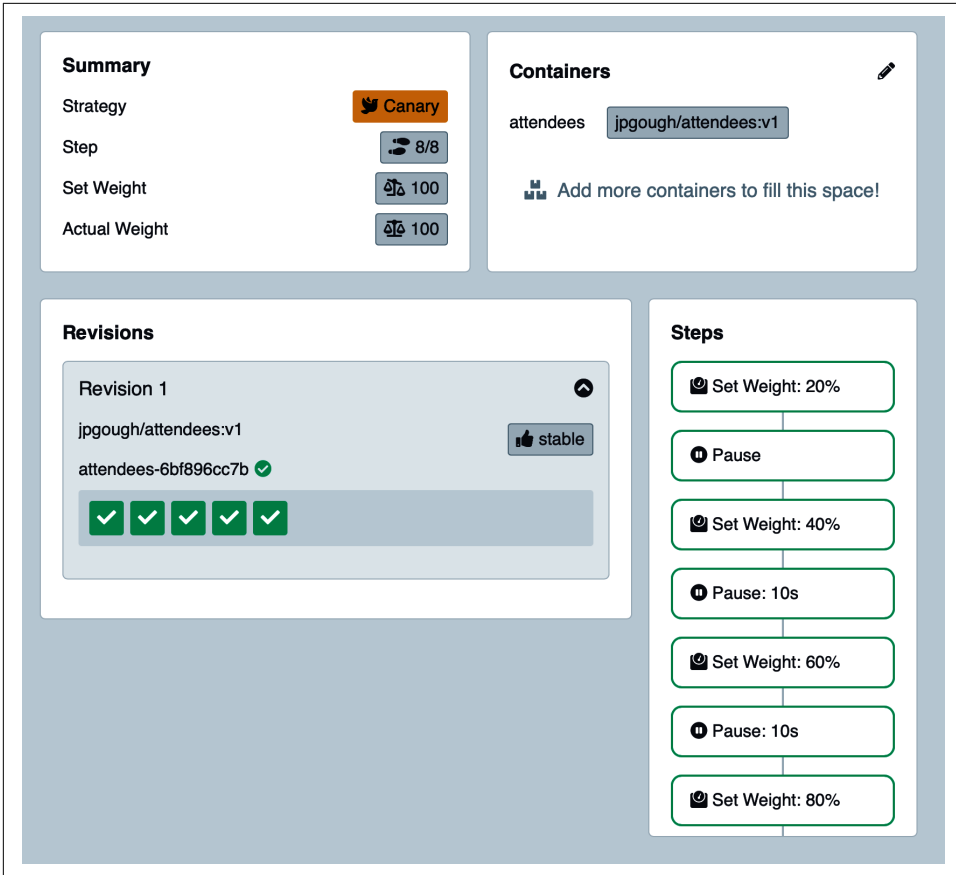 Summary
Strategy
Canary
Step
8/8
Set Weight
100
Actual Weight
100
Containers
attendees
jpgough/attendees:v1
Add more containers to fill this space!
Revisions
Revision 1
jpgough/attendees:v1
stable
attendees-6bf896cc7b
Steps
Set Weight: 20%
Pause
Set Weight: 40%
Pause: 10s
Set Weight: 60%
Pause: 10s
Set Weight: 80%